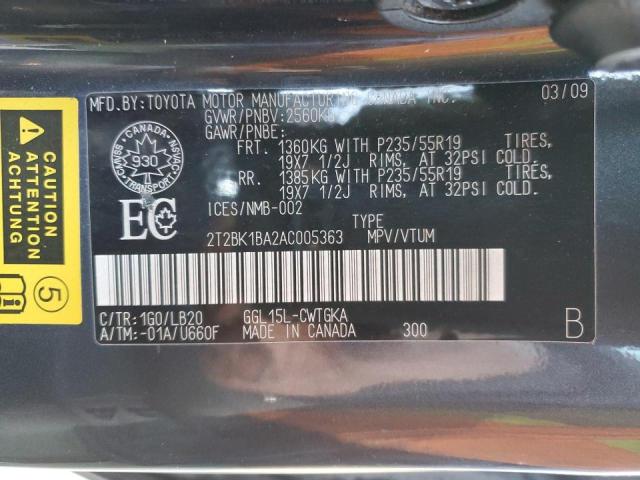 MFD.BY:TOYOTA MOTOR MANUFACTURING CANADA INC. 03/09
GVWR/PNBV:2560KG
GAWR/PNBE:
FRT. 1360KG WITH P235/55R19 TIRES,
19X7 1/2J RIMS, AT 32PSI COLD.
RR. 1385KG WITH P235/55R19 TIRES,
19X7 1/2J RIMS, AT 32PSI COLD.
CANADA
930
TRANSPORT
CMVSS
NSVAC
EC
ICES/NMB-002
TYPE
2T2BK1BA2AC005363 MPV/VTUM
C/TR:1G0/LB20 GGL15L-CWTGKA
A/TM:-01A/U660F MADE IN CANADA 300 B
CAUTION
ATTENTION
5